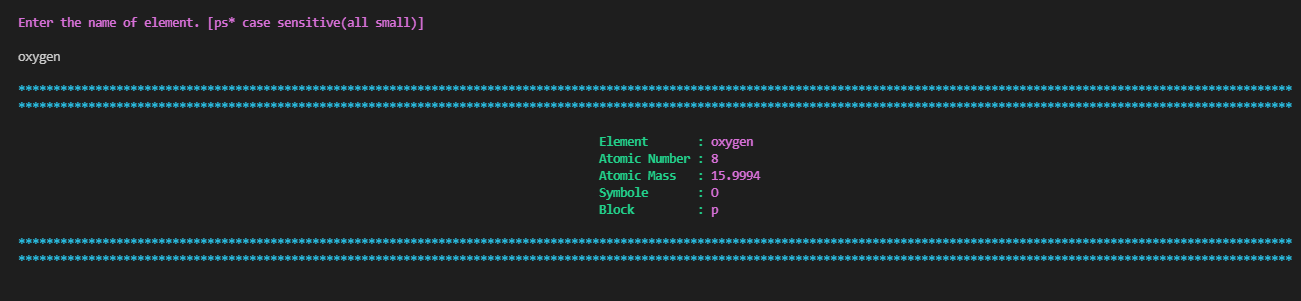 Enter the name of element. [ps* case sensitive(all small)]
oxygen
**************************************************************************************************************************************************************************************
**************************************************************************************************************************************************************************************
Element : oxygen
Atomic Number : 8
Atomic Mass : 15.9994
Symbole : O
Block : p
**************************************************************************************************************************************************************************************
**************************************************************************************************************************************************************************************